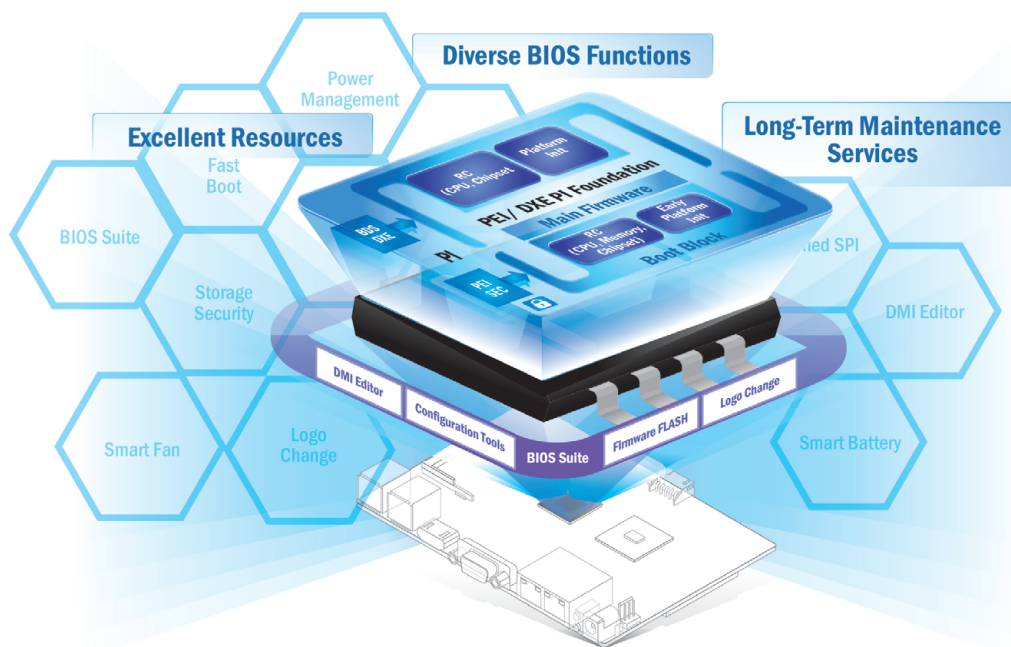 Diverse BIOS Functions
Power
Management
Excellent Resources
Long-Term Maintenance
Services
Fast
Boot
BIOS Suite
Storage
Security
Smart Fan
Logo
Change
SPI
DMI Editor
Smart Battery
RC
(CPU, Chipset
Platform
Init
PEI/ DXE PI Foundation
Main Firmware
BDS
DXE
PI
RC
(CPU, Memory,
Chipset)
Early
Platform
Init
Boot Block
PEI
SEC
DMI Editor
Configuration Tools
BIOS Suite
Firmware FLASH
Logo Change